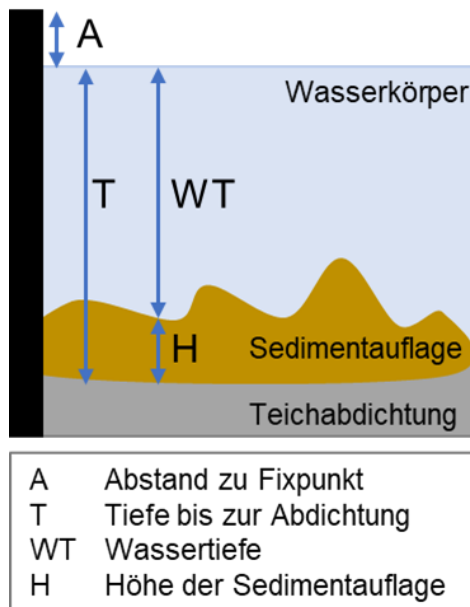 A
Wasserkörper
T
WT
H
Sedimentauflage
Teichabdichtung
A Abstand zu Fixpunkt
T Tiefe bis zur Abdichtung
WT Wassertiefe
H Höhe der Sedimentauflage